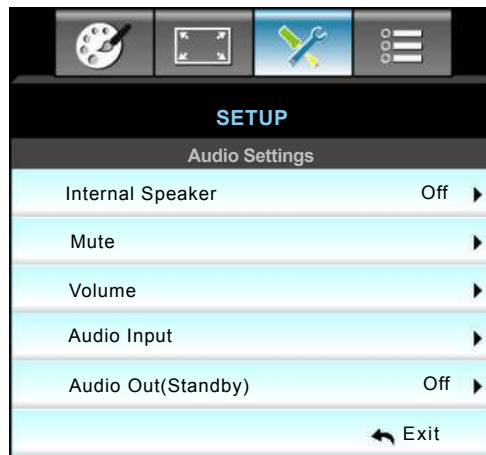 SETUP
Audio Settings
Internal Speaker Off
Mute
Volume
Audio Input
Audio Out(Standby) Off
Exit